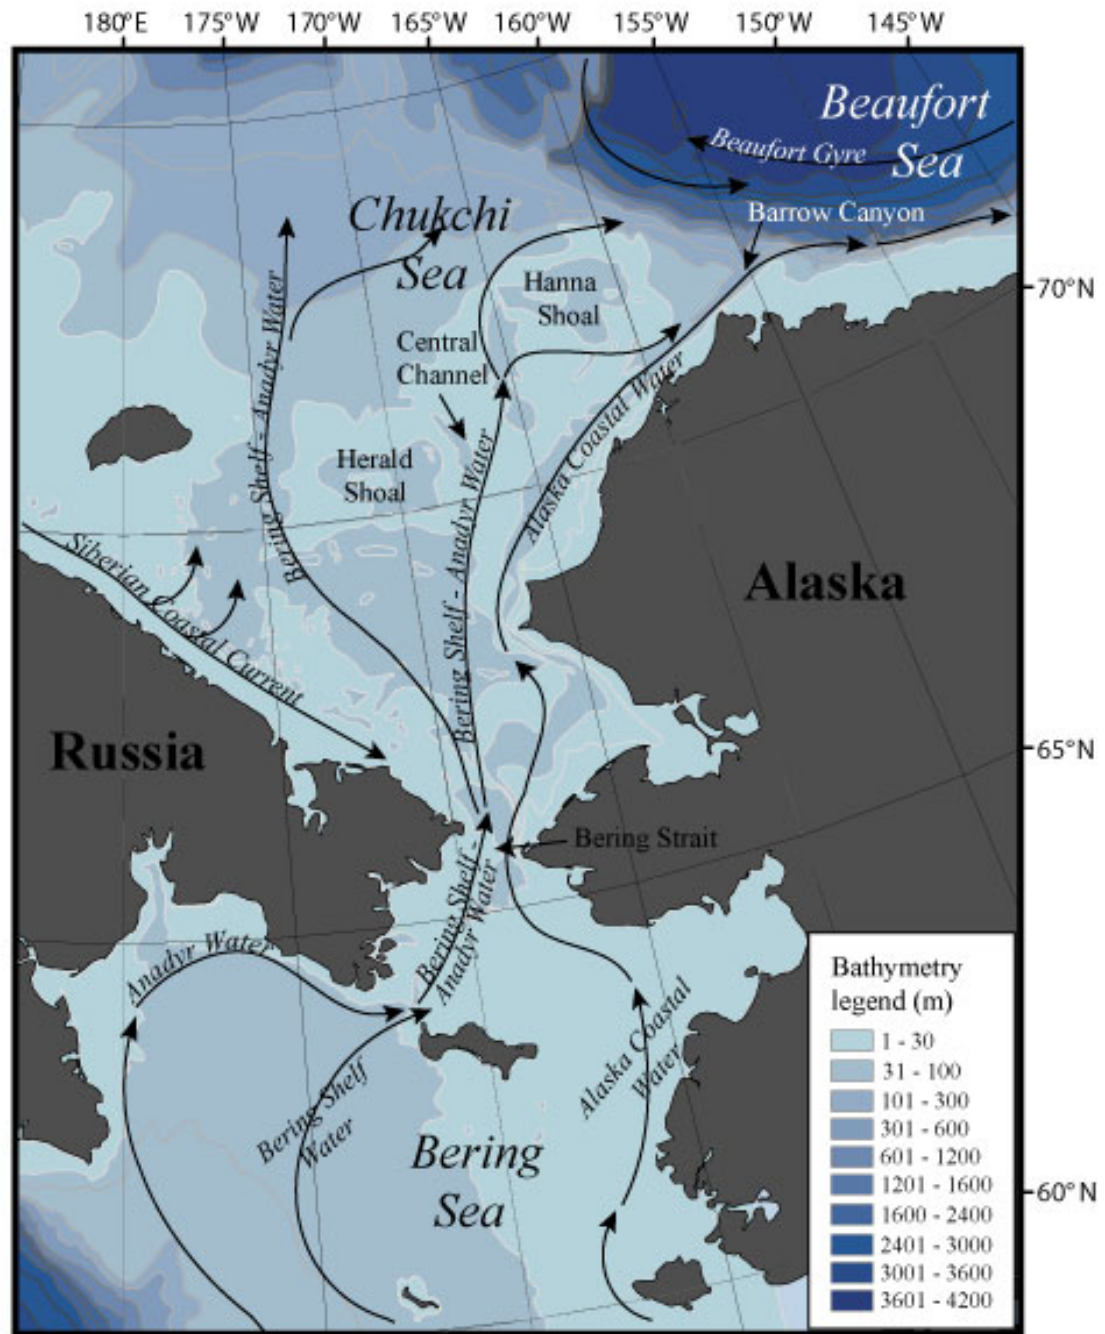 180°E 175°W 170°W 165°W 160°W 155°W 150°W 145°W
Beaufort
Sea
Beaufort Gyre
Barrow Canyon
Chukchi
Sea
Hanna
Shoal
70°N
Central
Channel
Bering Shelf - Anadyr Water
Alaska Coastal Water
Herald
Shoal
Bering Shelf - Anadyr Water
Siberian Coastal Current
Alaska
Russia
65°N
Bering Strait
Bering Shelf -
Anadyr Water
Anadyr Water
Alaska Coastal
Water
Bering Shelf
Water
Bering
Sea
60°N
Bathymetry
legend (m)
1 - 30
31 - 100
101 - 300
301 - 600
601 - 1200
1201 - 1600
1600 - 2400
2401 - 3000
3001 - 3600
3601 - 4200